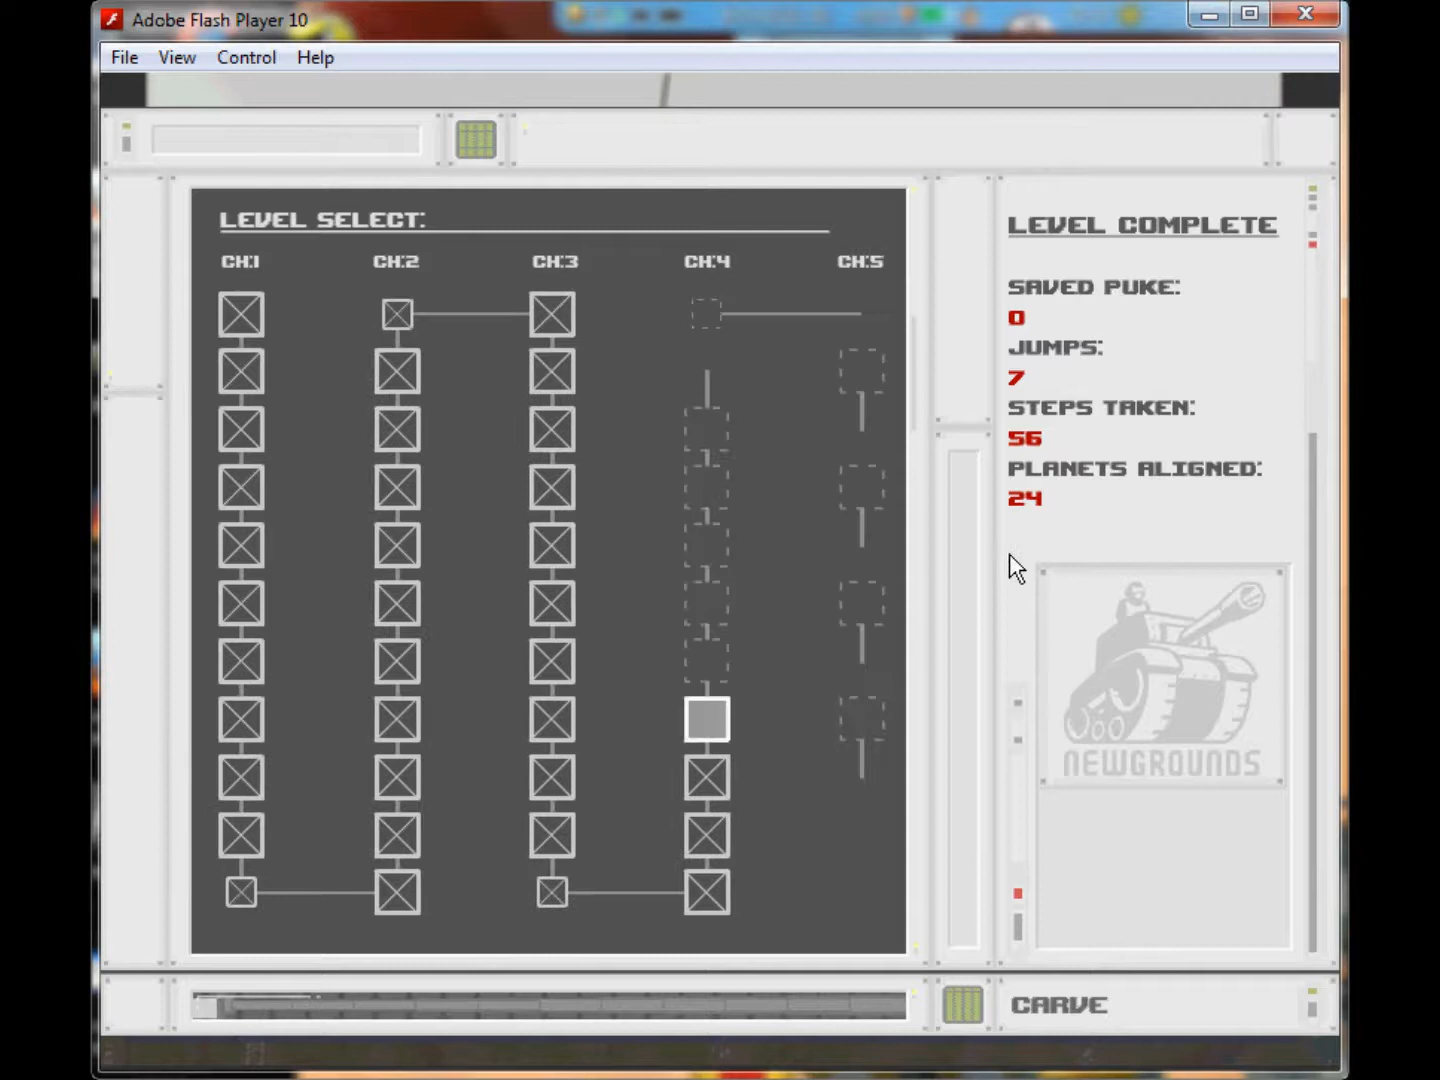 Adobe Flash Player 10
File View Control Help
LEVEL SELECT:
CH:1 CH:2 CH:3 CH:4 CH:5
LEVEL COMPLETE
SAVED PUKE:
0
JUMPS:
7
STEPS TAKEN:
56
PLANETS ALIGNED:
24
NEWGROUNDS
CARVE